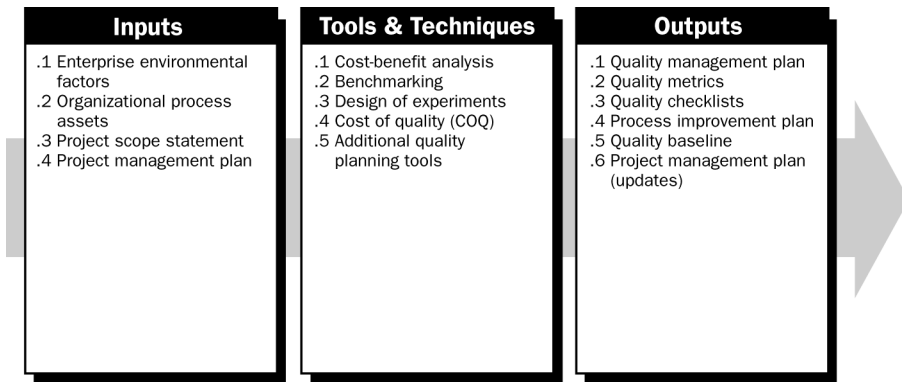 Inputs
.1 Enterprise environmental
factors
.2 Organizational process
assets
.3 Project scope statement
.4 Project management plan
Tools & Techniques
.1 Cost-benefit analysis
.2 Benchmarking
.3 Design of experiments
.4 Cost of quality (COQ)
.5 Additional quality
planning tools
Outputs
.1 Quality management plan
.2 Quality metrics
.3 Quality checklists
.4 Process improvement plan
.5 Quality baseline
.6 Project management plan
(updates)